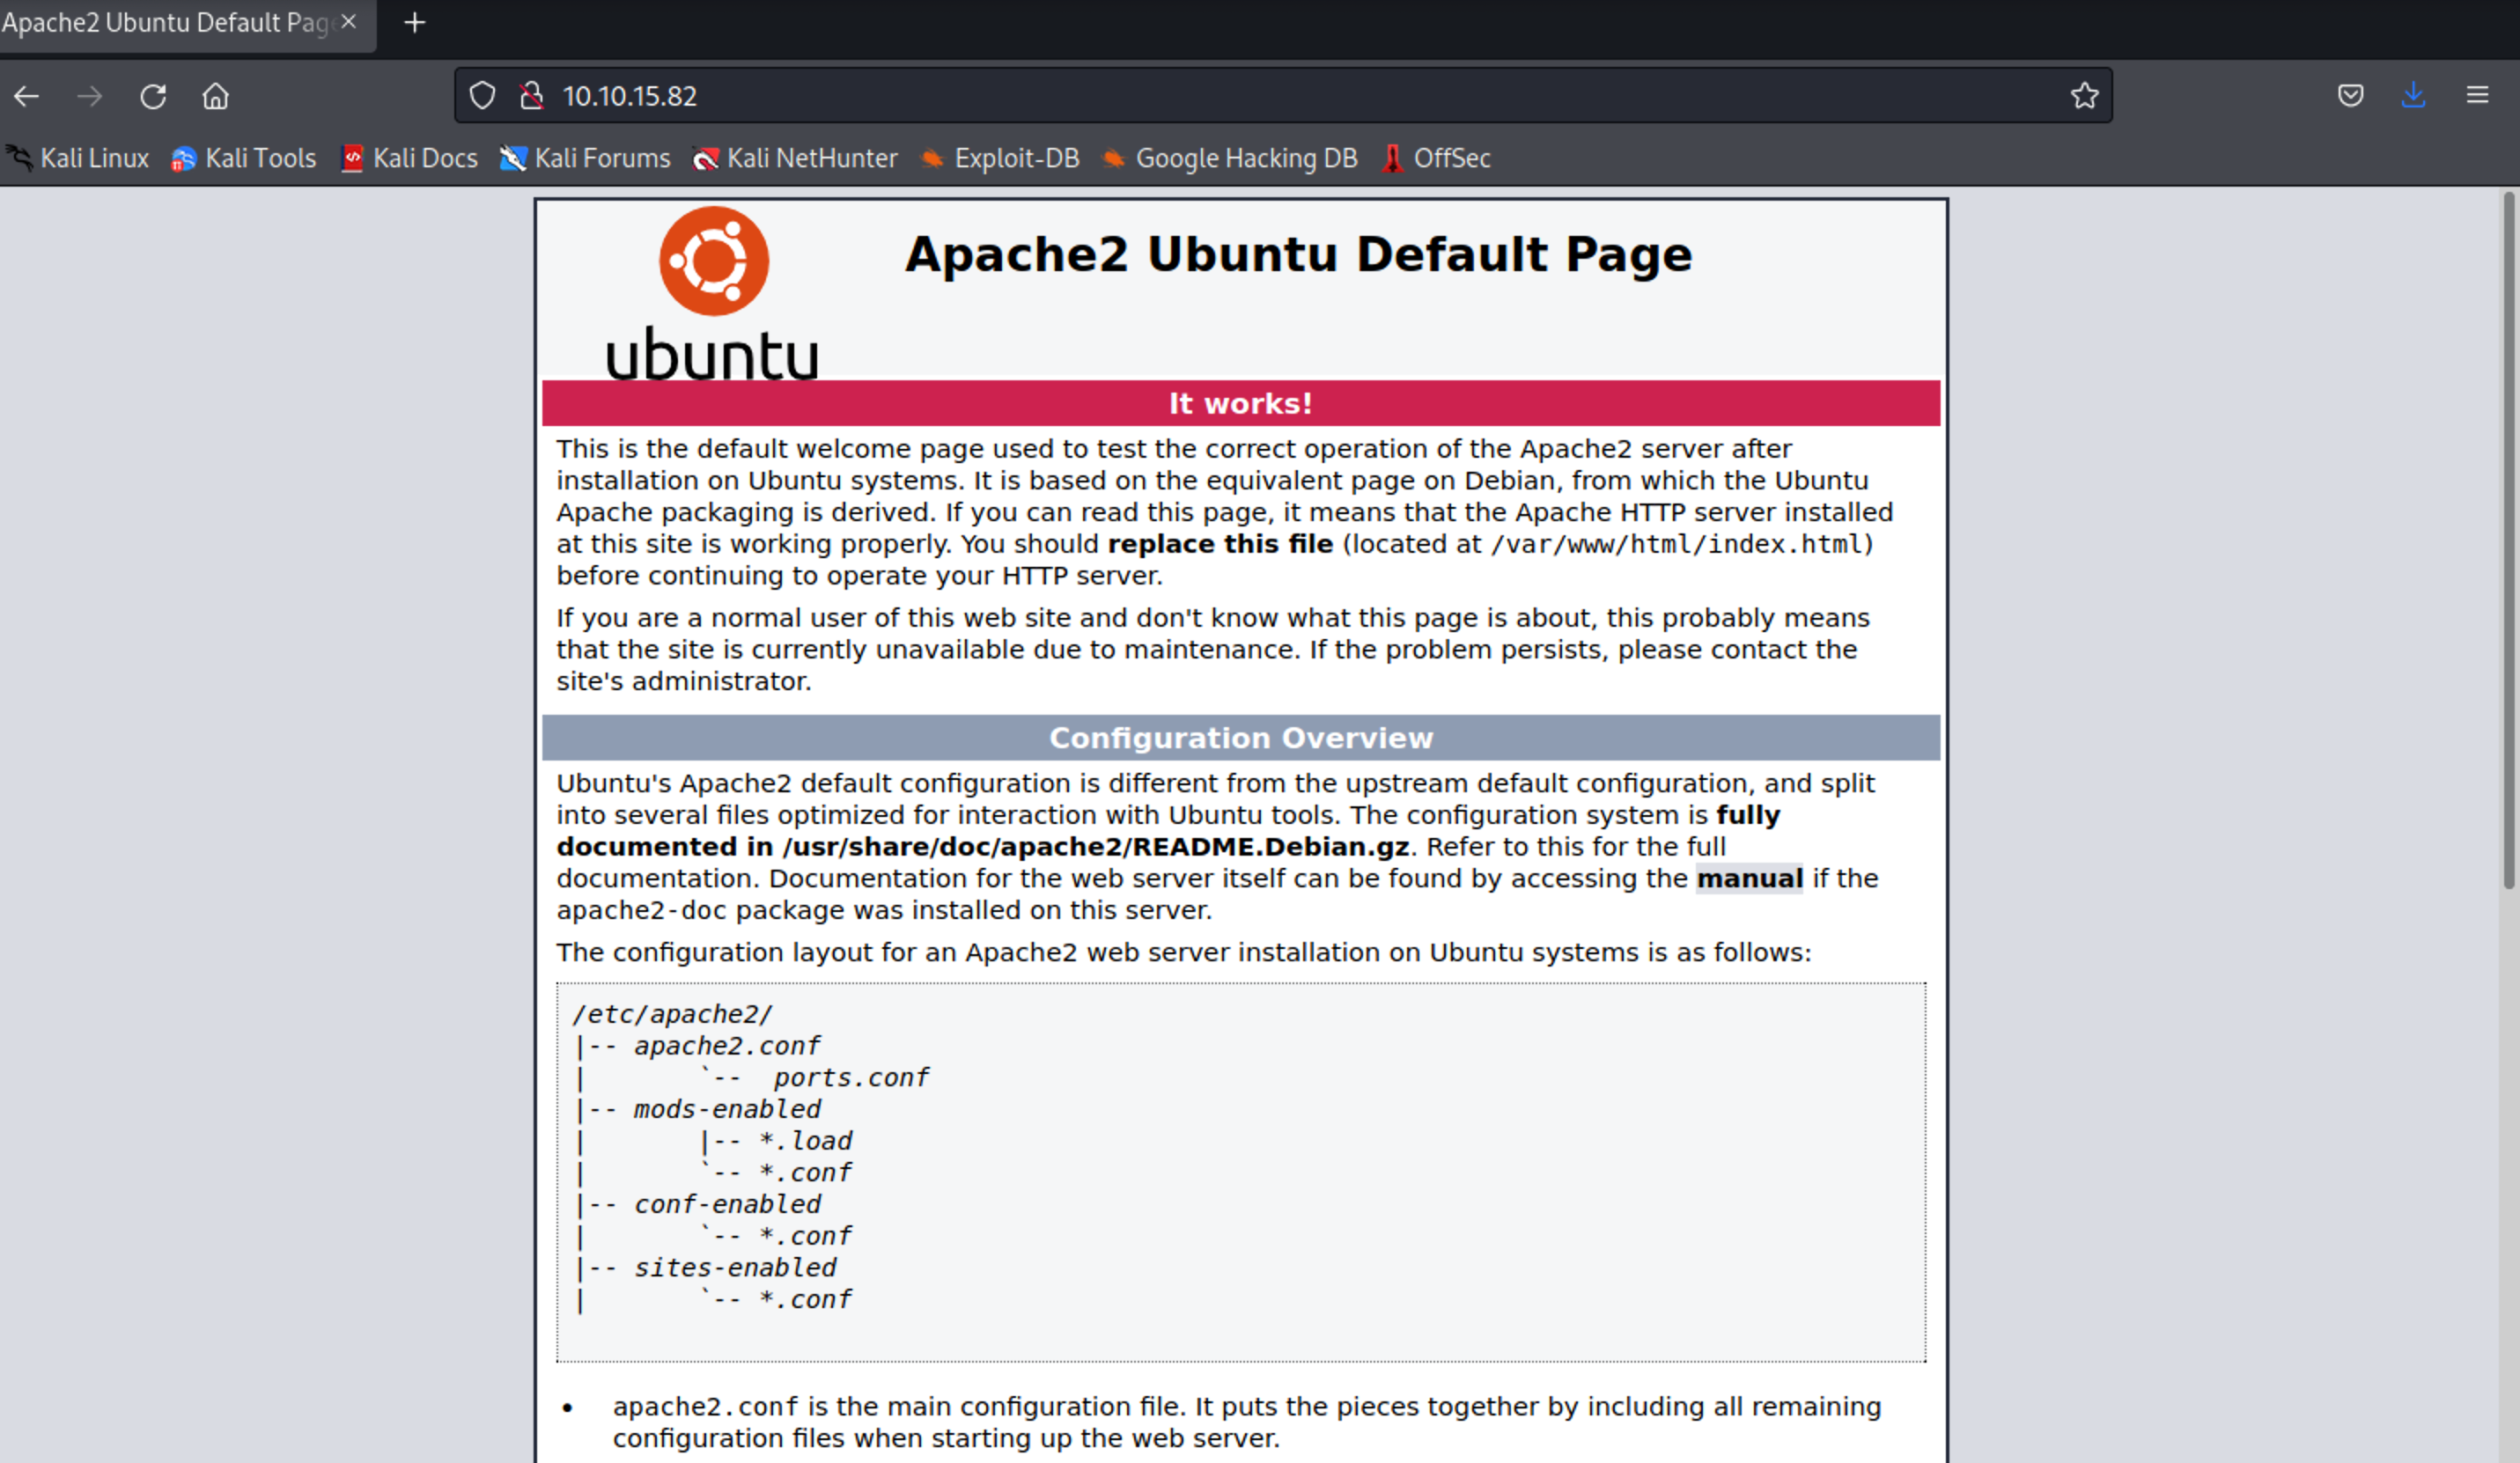 Apache2 Ubuntu Default Pag
10.10.15.82
Kali Linux Kali Tools Kali Docs Kali Forums Kali NetHunter Exploit-DB Google Hacking DB OffSec
Apache2 Ubuntu Default Page
ubuntu
It works!
This is the default welcome page used to test the correct operation of the Apache2 server after
installation on Ubuntu systems. It is based on the equivalent page on Debian, from which the Ubuntu
Apache packaging is derived. If you can read this page, it means that the Apache HTTP server installed
at this site is working properly. You should replace this file (located at /var/www/html/index.html)
before continuing to operate your HTTP server.
If you are a normal user of this web site and don't know what this page is about, this probably means
that the site is currently unavailable due to maintenance. If the problem persists, please contact the
site's administrator.
Configuration Overview
Ubuntu's Apache2 default configuration is different from the upstream default configuration, and split
into several files optimized for interaction with Ubuntu tools. The configuration system is fully
documented in /usr/share/doc/apache2/README.Debian.gz. Refer to this for the full
documentation. Documentation for the web server itself can be found by accessing the manual if the
apache2-doc package was installed on this server.
The configuration layout for an Apache2 web server installation on Ubuntu systems is as follows:
/etc/apache2/
|-- apache2.conf
|       `--  ports.conf
|-- mods-enabled
|       |-- *.load
|       `-- *.conf
|-- conf-enabled
|       `-- *.conf
|-- sites-enabled
|       `-- *.conf
• apache2.conf is the main configuration file. It puts the pieces together by including all remaining
configuration files when starting up the web server.